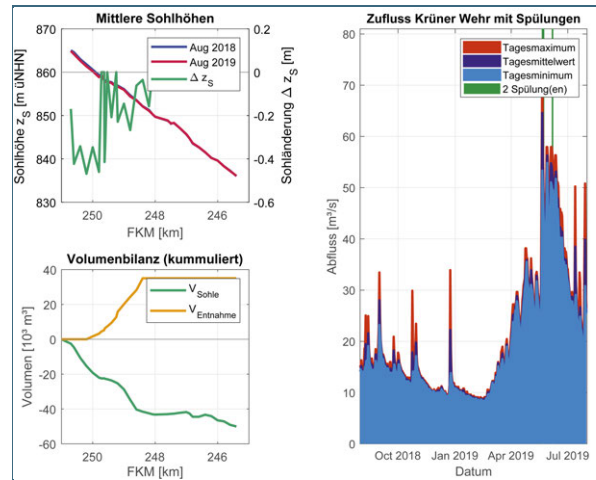 Mittlere Sohlhöhen
Sohlhöhe z_S [m üNHN]
870
860
850
840
830
Aug 2018
Aug 2019
Δ z_S
0.2
0
-0.2
-0.4
-0.6
Sohländerung Δ z_S [m]
250
248
246
FKM [km]
Volumenbilanz (kummuliert)
Volumen [10³ m³]
40
20
0
-20
-40
-60
V_Sohle
V_Entnahme
250
248
246
FKM [km]
Zufluss Krüner Wehr mit Spülungen
Abfluss [m³/s]
80
70
60
50
40
30
20
10
0
Tagesmaximum
Tagesmittelwert
Tagesminimum
2 Spülung(en)
Oct 2018
Jan 2019
Apr 2019
Jul 2019
Datum